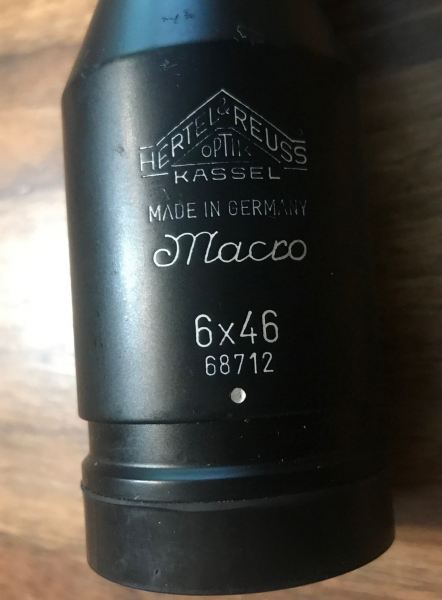 HERTEL & REUSS
OPTIK
KASSEL
MADE IN GERMANY
Macro
6x46
68712